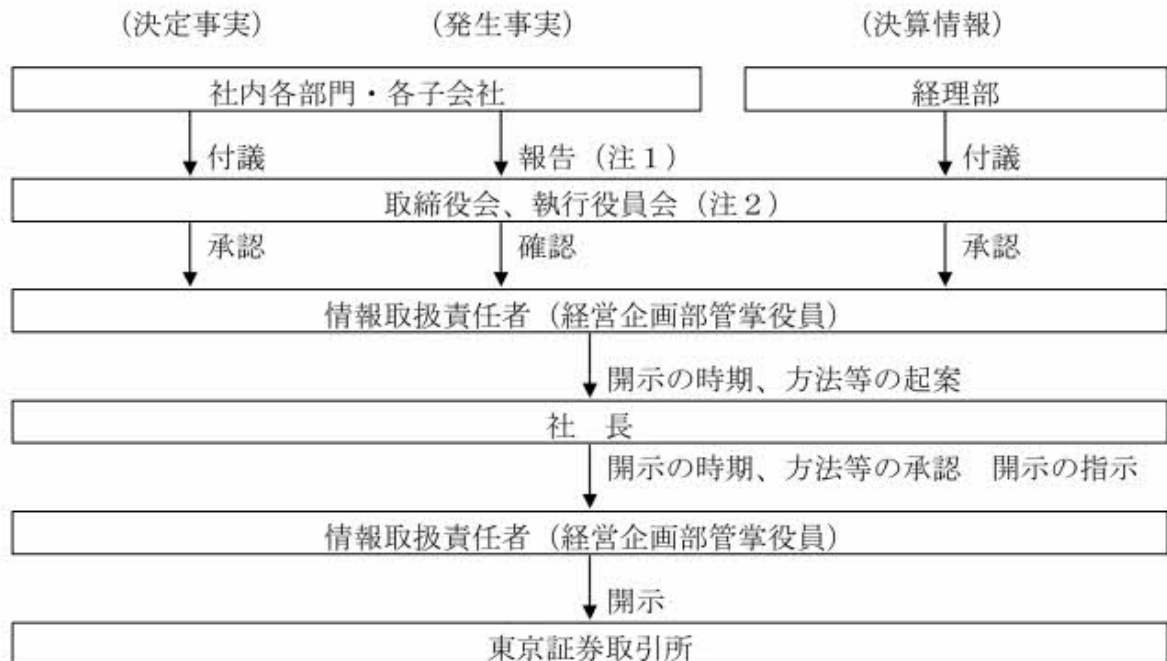 (決定事実) (発生事実) (決算情報)
社内各部門・各子会社 経理部
付議 報告（注１） 付議
取締役会、執行役員会（注２）
承認 確認 承認
情報取扱責任者（経営企画部管掌役員）
開示の時期、方法等の起案
社　長
開示の時期、方法等の承認　開示の指示
情報取扱責任者（経営企画部管掌役員）
開示
東京証券取引所